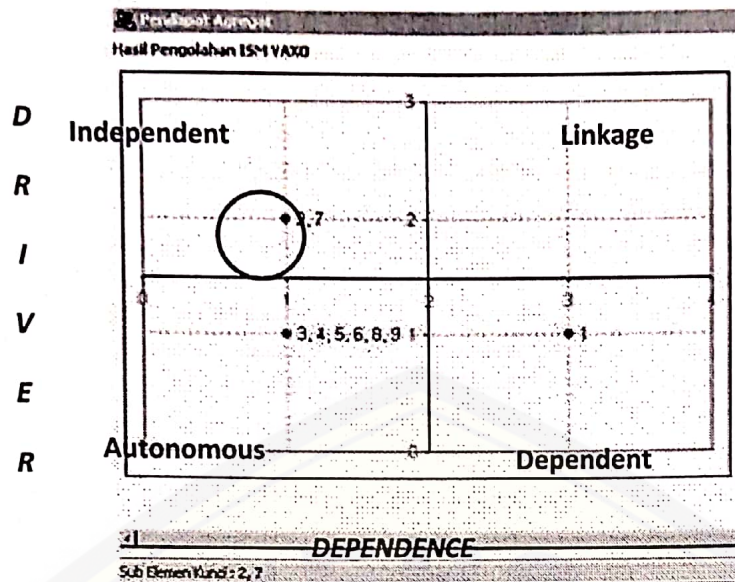 Pendapat Agregat
Hasil Pengolahan ISM VAXO
D
R
I
V
E
R
Independent
3
Linkage
2,7
2
0
1
2
3
4
3,4,5,6,8,9
1
1
Autonomous
0
Dependent
DEPENDENCE
Sub Elemen Kunci : 2, 7